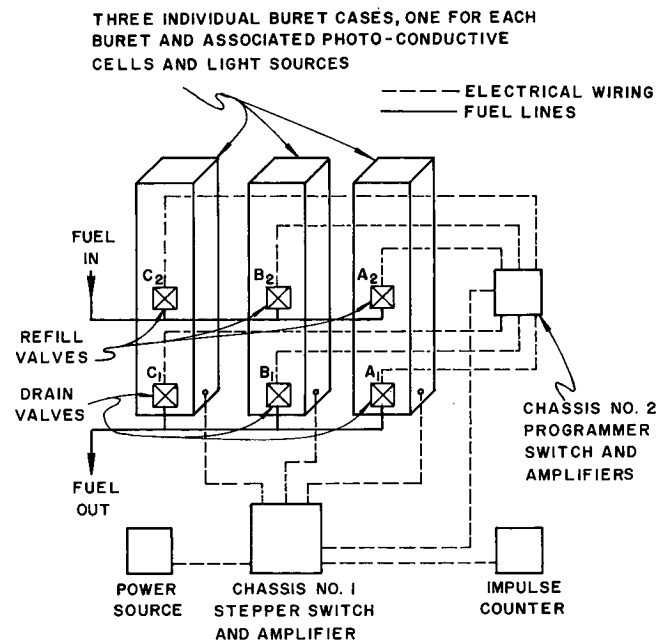 THREE INDIVIDUAL BURET CASES, ONE FOR EACH
BURET AND ASSOCIATED PHOTO-CONDUCTIVE
CELLS AND LIGHT SOURCES
ELECTRICAL WIRING
FUEL LINES
FUEL
IN
C2
B2
A2
REFILL
VALVES
C1
B1
A1
DRAIN
VALVES
CHASSIS NO. 2
PROGRAMMER
SWITCH AND
AMPLIFIERS
FUEL
OUT
POWER
SOURCE
CHASSIS NO. 1
STEPPER SWITCH
AND AMPLIFIER
IMPULSE
COUNTER